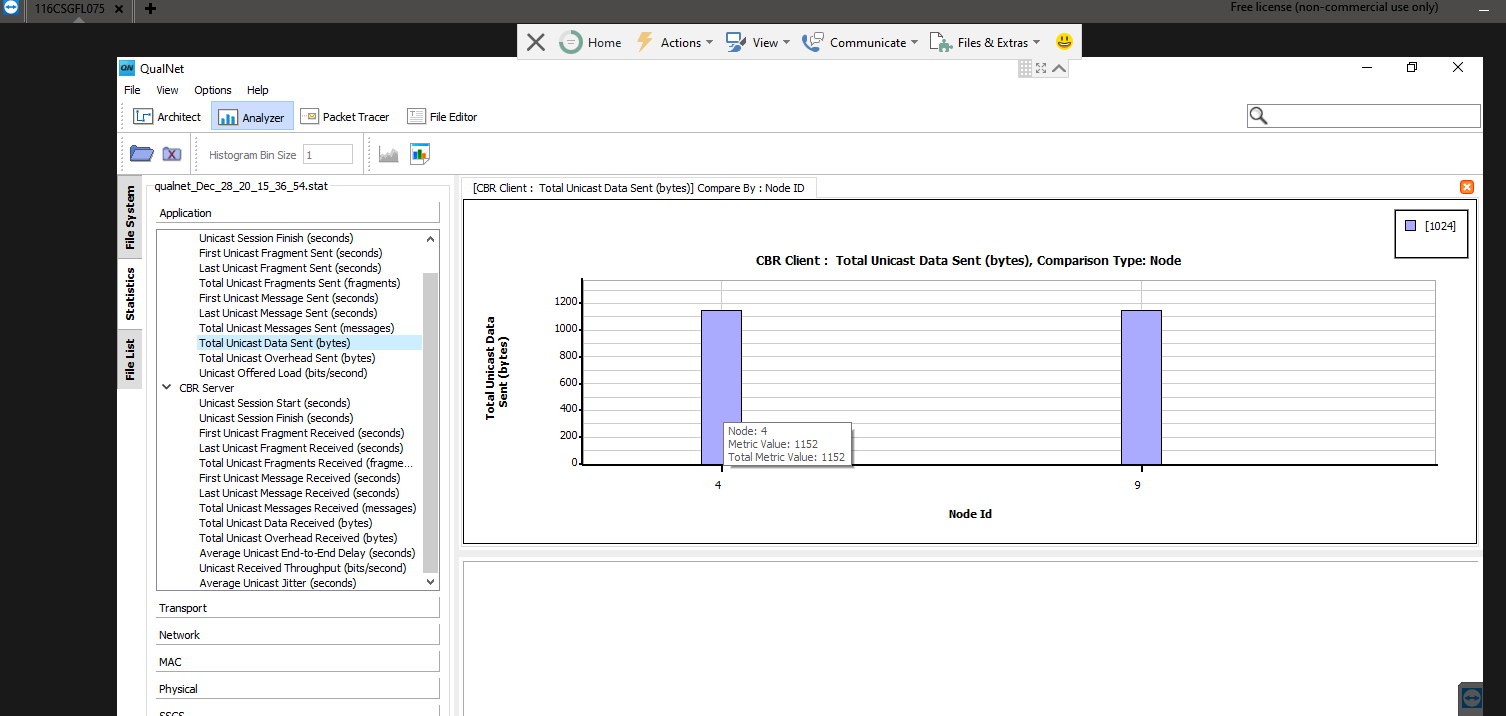 116CSGFL075
Free license (non-commercial use only)
Home
Actions
View
Communicate
Files & Extras
QN
QualNet
File View Options Help
Architect
Analyzer
Packet Tracer
File Editor
Histogram Bin Size 1
File System
Statistics
File List
qualnet_Dec_28_20_15_36_54.stat
Application
Unicast Session Finish (seconds)
First Unicast Fragment Sent (seconds)
Last Unicast Fragment Sent (seconds)
Total Unicast Fragments Sent (fragments)
First Unicast Message Sent (seconds)
Last Unicast Message Sent (seconds)
Total Unicast Messages Sent (messages)
Total Unicast Data Sent (bytes)
Total Unicast Overhead Sent (bytes)
Unicast Offered Load (bits/second)
CBR Server
Unicast Session Start (seconds)
Unicast Session Finish (seconds)
First Unicast Fragment Received (seconds)
Last Unicast Fragment Received (seconds)
Total Unicast Fragments Received (fragme...
First Unicast Message Received (seconds)
Last Unicast Message Received (seconds)
Total Unicast Messages Received (messages)
Total Unicast Data Received (bytes)
Total Unicast Overhead Received (bytes)
Average Unicast End-to-End Delay (seconds)
Unicast Received Throughput (bits/second)
Average Unicast Jitter (seconds)
Transport
Network
MAC
Physical
SSCS
[CBR Client : Total Unicast Data Sent (bytes)] Compare By : Node ID
[1024]
CBR Client : Total Unicast Data Sent (bytes), Comparison Type: Node
Total Unicast Data
Sent (bytes)
1200
1000
800
600
400
200
0
Node: 4
Metric Value: 1152
Total Metric Value: 1152
4
9
Node Id